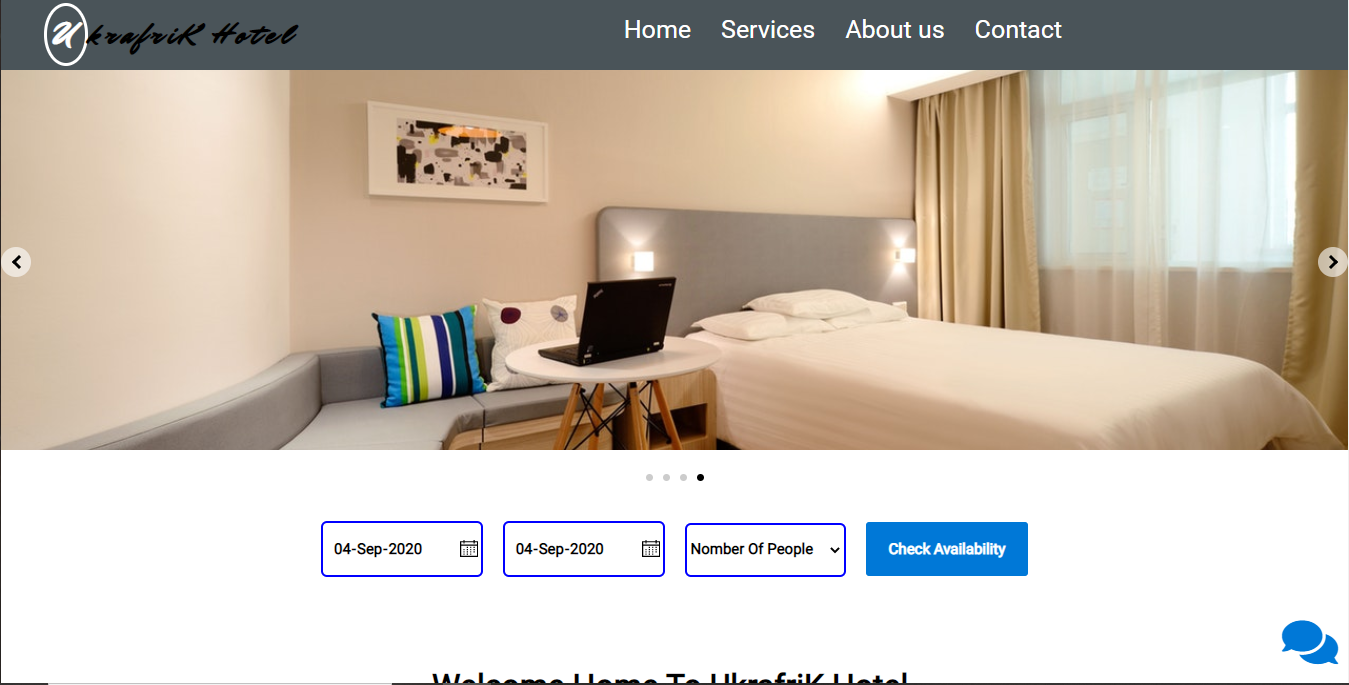 UkrafriK Hotel
Home Services About us Contact
04-Sep-2020 04-Sep-2020 Nomber Of People Check Availability
Welcome Home To UkrafriK Hotel